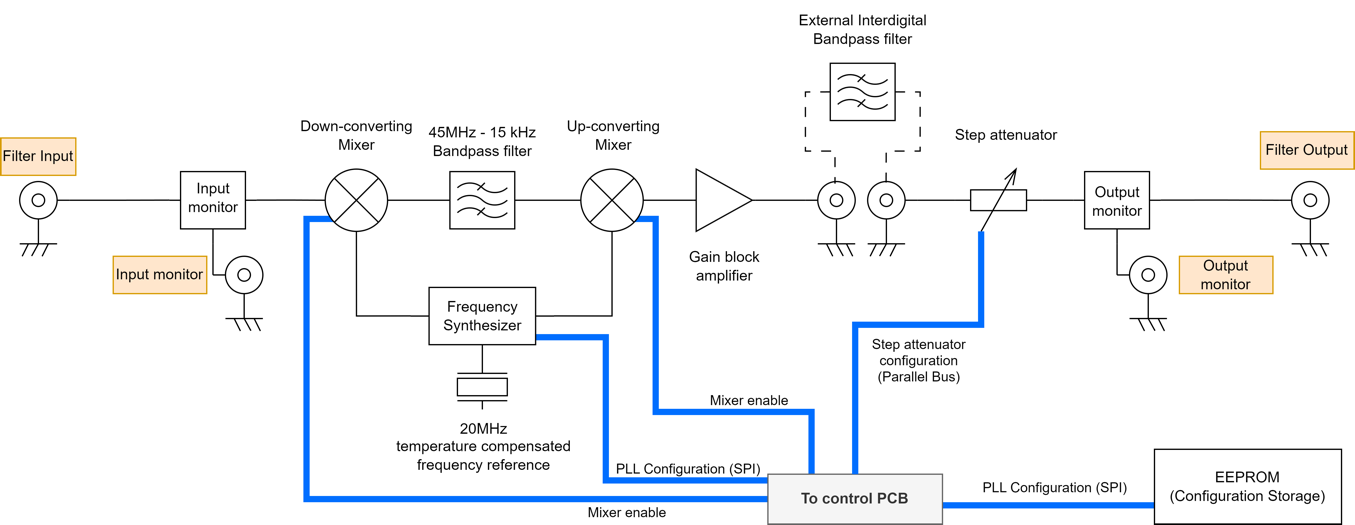 External Interdigital
Bandpass filter
Down-converting
Mixer
45MHz - 15 kHz
Bandpass filter
Up-converting
Mixer
Step attenuator
Filter Input
Filter Output
Input
monitor
Output
monitor
Gain block
amplifier
Input monitor
Output
monitor
Frequency
Synthesizer
Step attenuator
configuration
(Parallel Bus)
Mixer enable
20MHz
temperature compensated
frequency reference
PLL Configuration (SPI)
To control PCB
PLL Configuration (SPI)
EEPROM
(Configuration Storage)
Mixer enable